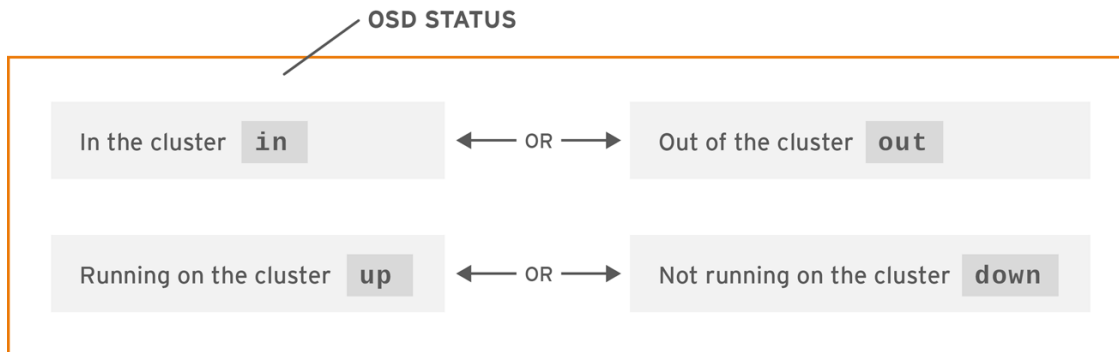 OSD STATUS
In the cluster in OR Out of the cluster out
Running on the cluster up OR Not running on the cluster down